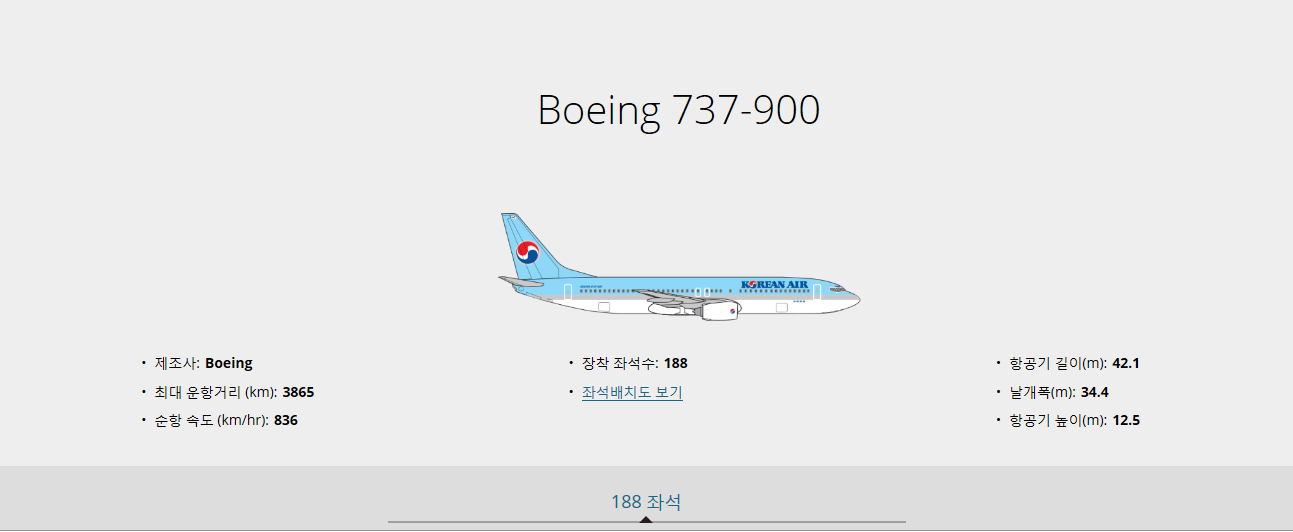 Boeing 737-900
KOREAN AIR
• 제조사: Boeing
• 최대 운항거리 (km): 3865
• 순항 속도 (km/hr): 836
• 장착 좌석수: 188
• 좌석배치도 보기
• 항공기 길이(m): 42.1
• 날개폭(m): 34.4
• 항공기 높이(m): 12.5
188 좌석